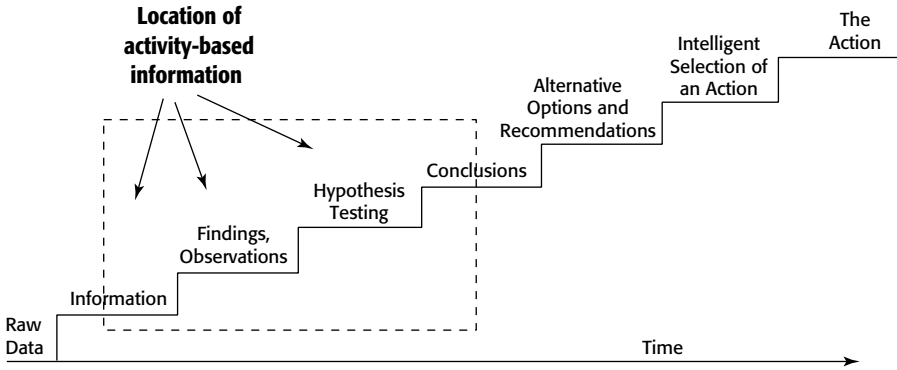 Location of
activity-based
information
The
Action
Intelligent
Selection of
an Action
Alternative
Options and
Recommendations
Conclusions
Hypothesis
Testing
Findings,
Observations
Information
Raw
Data
Time